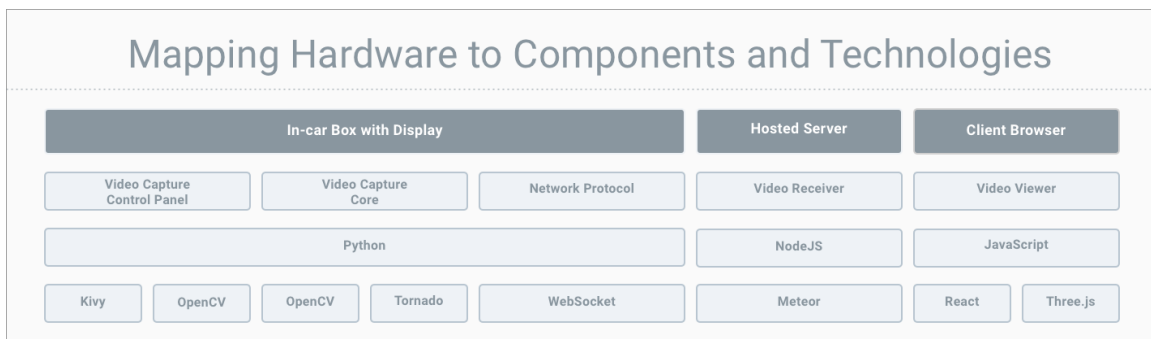 Mapping Hardware to Components and Technologies
In-car Box with Display
Hosted Server
Client Browser
Video Capture
Control Panel
Video Capture
Core
Network Protocol
Video Receiver
Video Viewer
Python
NodeJS
JavaScript
Kivy
OpenCV
OpenCV
Tornado
WebSocket
Meteor
React
Three.js